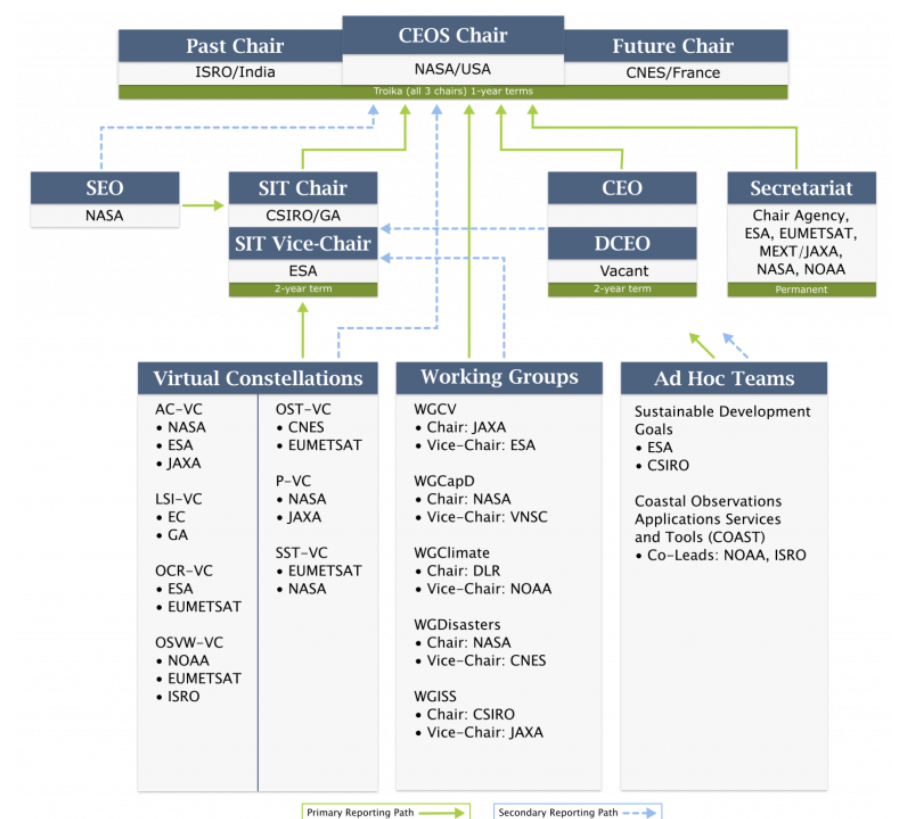 Past Chair
ISRO/India
CEOS Chair
NASA/USA
Future Chair
CNES/France
Troika (all 3 chairs) 1-year terms
SEO
NASA
SIT Chair
CSIRO/GA
SIT Vice-Chair
ESA
2-year term
CEO
DCEO
Vacant
2-year term
Secretariat
Chair Agency,
ESA, EUMETSAT,
MEXT/JAXA,
NASA, NOAA
Permanent
Virtual Constellations
AC-VC
• NASA
• ESA
• JAXA
LSI-VC
• EC
• GA
OCR-VC
• ESA
• EUMETSAT
OSVW-VC
• NOAA
• EUMETSAT
• ISRO
OST-VC
• CNES
• EUMETSAT
P-VC
• NASA
• JAXA
SST-VC
• EUMETSAT
• NASA
Working Groups
WGCV
• Chair: JAXA
• Vice-Chair: ESA
WGCapD
• Chair: NASA
• Vice-Chair: VNSC
WGClimate
• Chair: DLR
• Vice-Chair: NOAA
WGDisasters
• Chair: NASA
• Vice-Chair: CNES
WGISS
• Chair: CSIRO
• Vice-Chair: JAXA
Ad Hoc Teams
Sustainable Development
Goals
• ESA
• CSIRO
Coastal Observations
Applications Services
and Tools (COAST)
• Co-Leads: NOAA, ISRO
Primary Reporting Path
Secondary Reporting Path